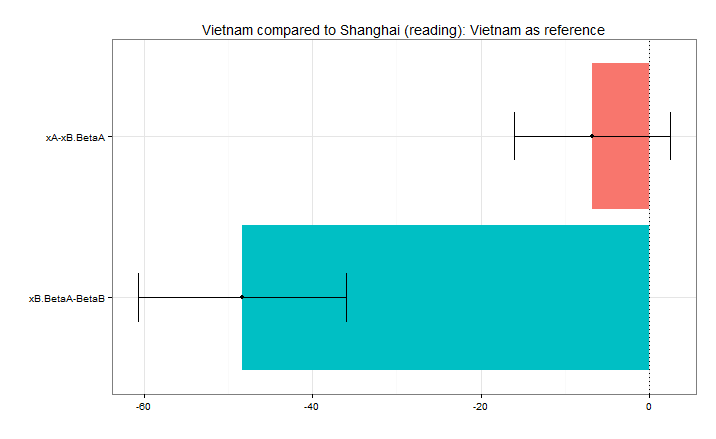 Vietnam compared to Shanghai (reading): Vietnam as reference
xA-xB.BetaA
xB.BetaA-BetaB
-60
-40
-20
0